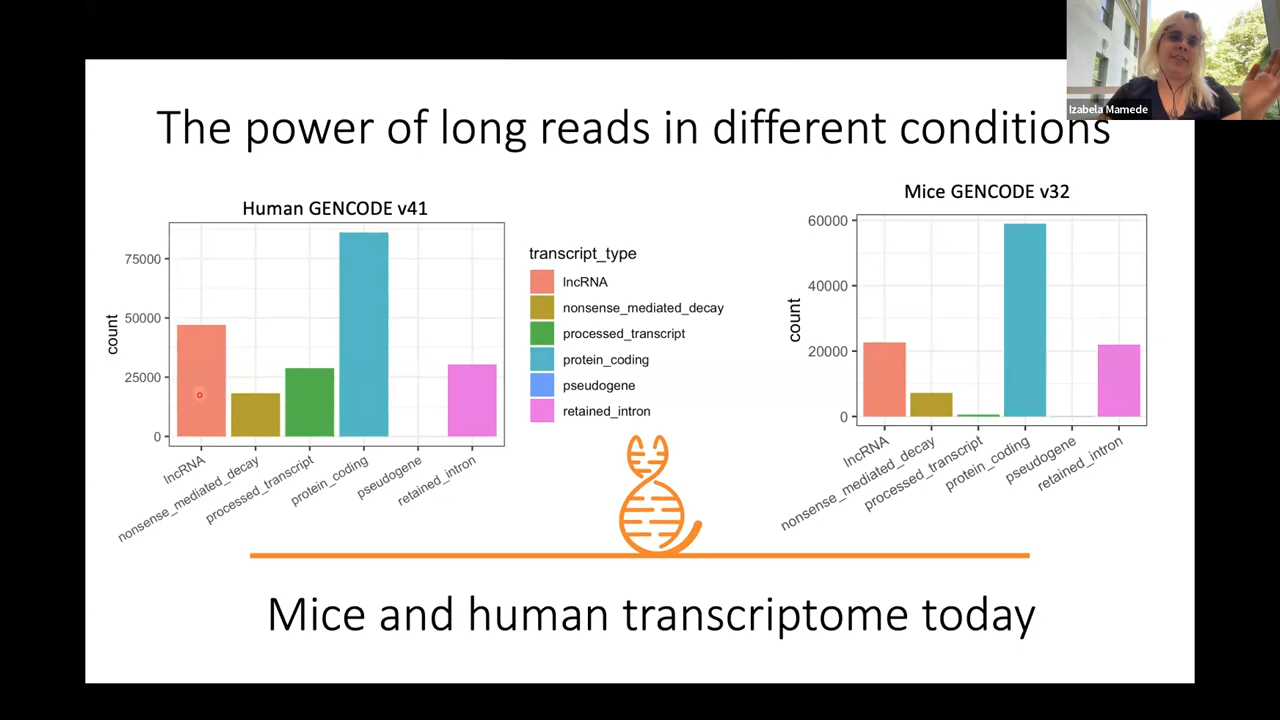 Izabela Mamede
The power of long reads in different conditions
Human GENCODE v41
75000
50000
25000
0
count
lncRNA
nonsense_mediated_decay
processed_transcript
protein_coding
pseudogene
retained_intron
transcript_type
lncRNA
nonsense_mediated_decay
processed_transcript
protein_coding
pseudogene
retained_intron
Mice GENCODE v32
60000
40000
20000
0
count
lncRNA
nonsense_mediated_decay
processed_transcript
protein_coding
pseudogene
retained_intron
Mice and human transcriptome today